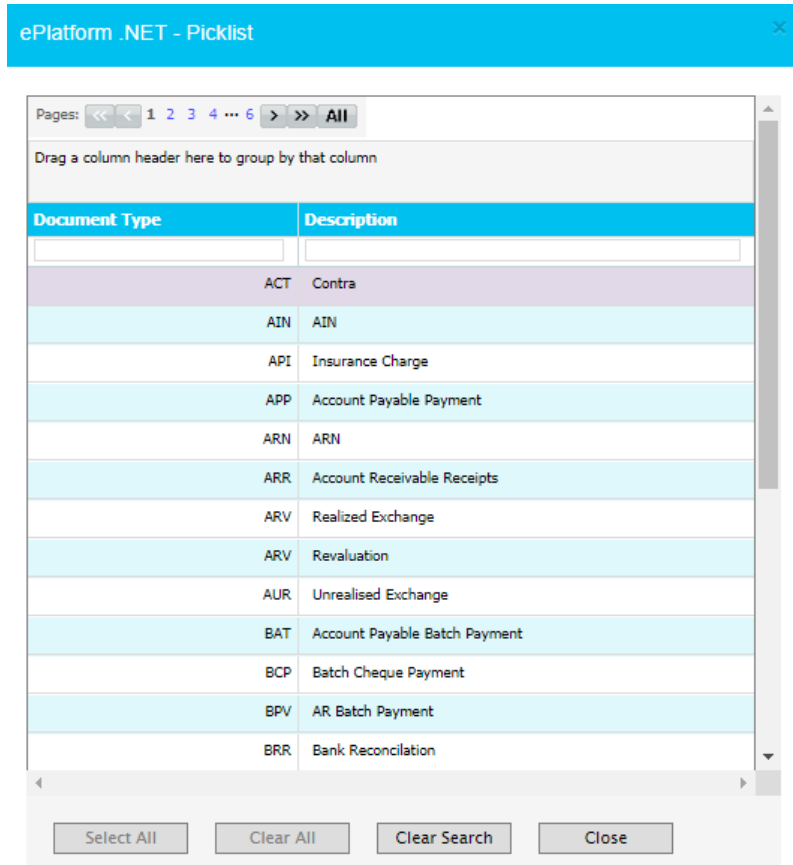 ePlatform .NET - Picklist ×
Pages: << < 1 2 3 4 ••• 6 > >> All
Drag a column header here to group by that column
Document Type Description
ACT Contra
AIN AIN
API Insurance Charge
APP Account Payable Payment
ARN ARN
ARR Account Receivable Receipts
ARV Realized Exchange
ARV Revaluation
AUR Unrealised Exchange
BAT Account Payable Batch Payment
BCP Batch Cheque Payment
BPV AR Batch Payment
BRR Bank Reconcilation
Select All Clear All Clear Search Close